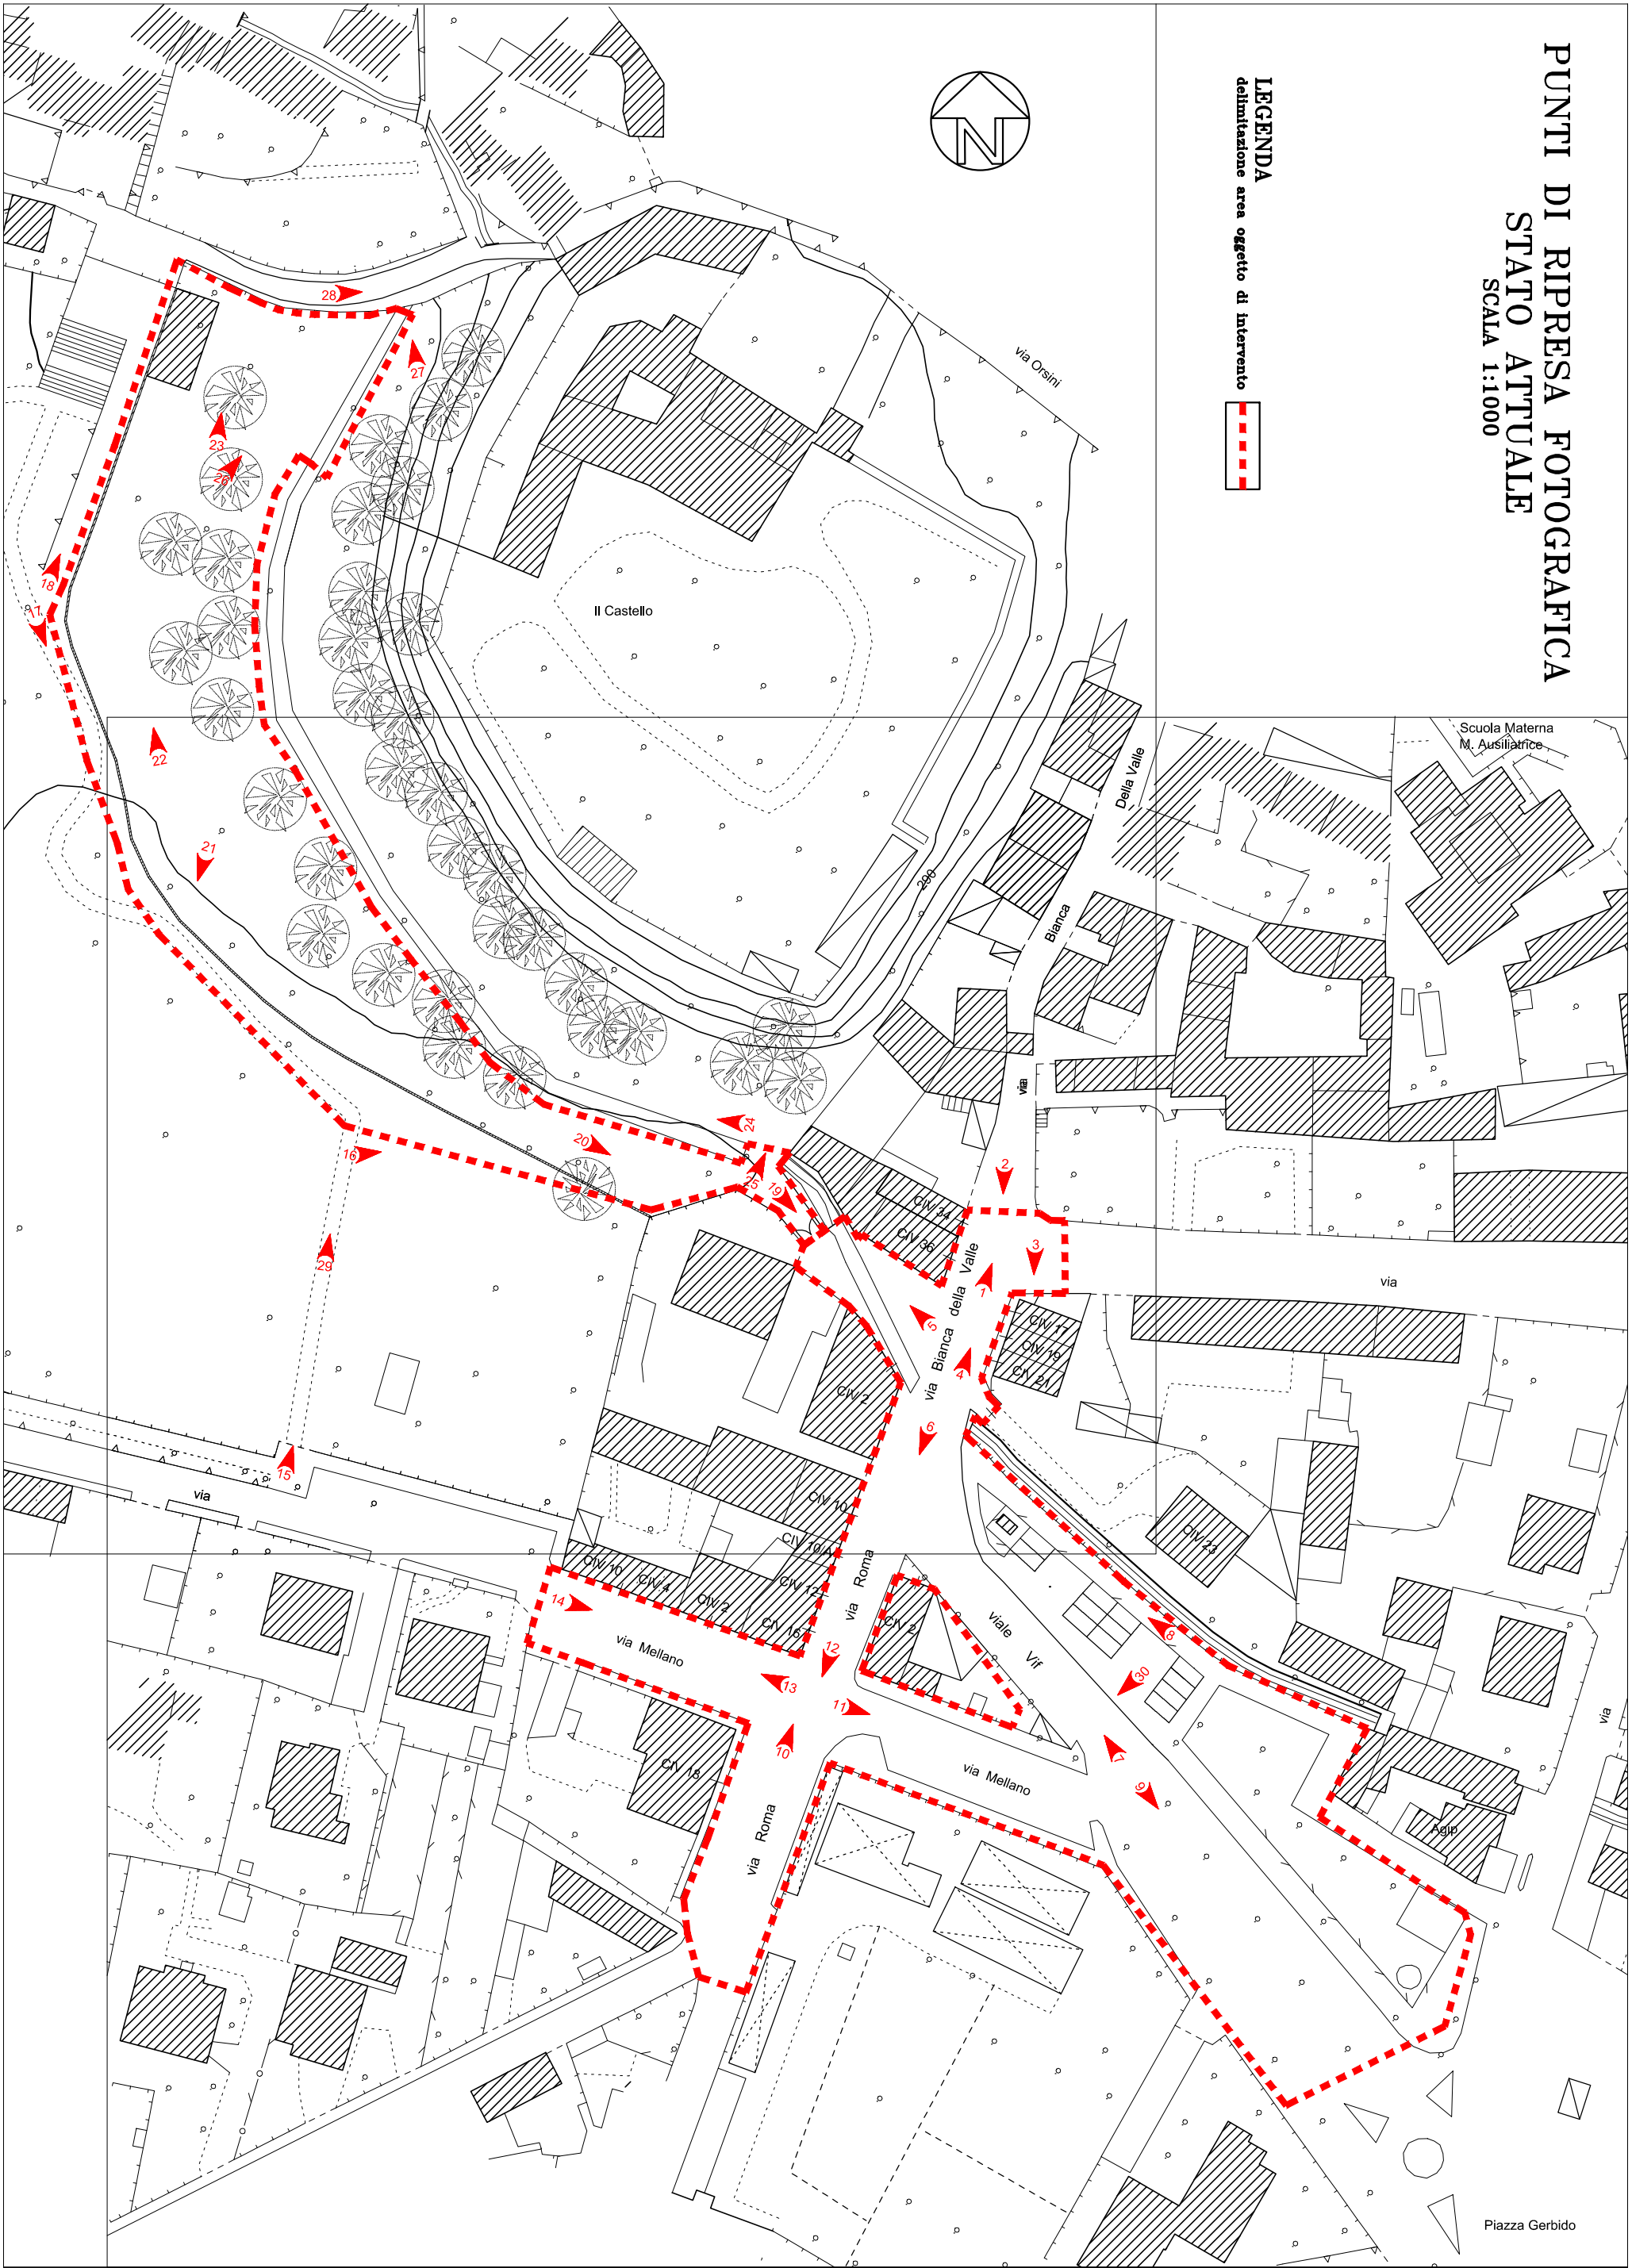 PUNTI DI RIPRESA FOTOGRAFICA
STATO ATTUALE
SCALA 1:1000
LEGENDA
delimitazione area oggetto di intervento
N
via Orsini
28
27
23
26
Il Castello
18
17
Scuola Materna
M. Ausiliatrice
22
Della Valle
21
290
Bianca
via
24
20
16
25
19
2
CIV 34
CIV 36
3
29
1
via
5
CIV 17
CIV 19
CIV 21
via Bianca della Valle
4
CIV 2
6
15
via
CIV 10
CIV 23
CIV 10/A
CIV 10
CIV 4
CIV 2
CIV 12
CIV 16
via Roma
14
CIV 2
viale Vif
8
via Mellano
12
13
30
11
10
7
via
CIV 18
via Mellano
9
via Roma
Agip
Piazza Gerbido